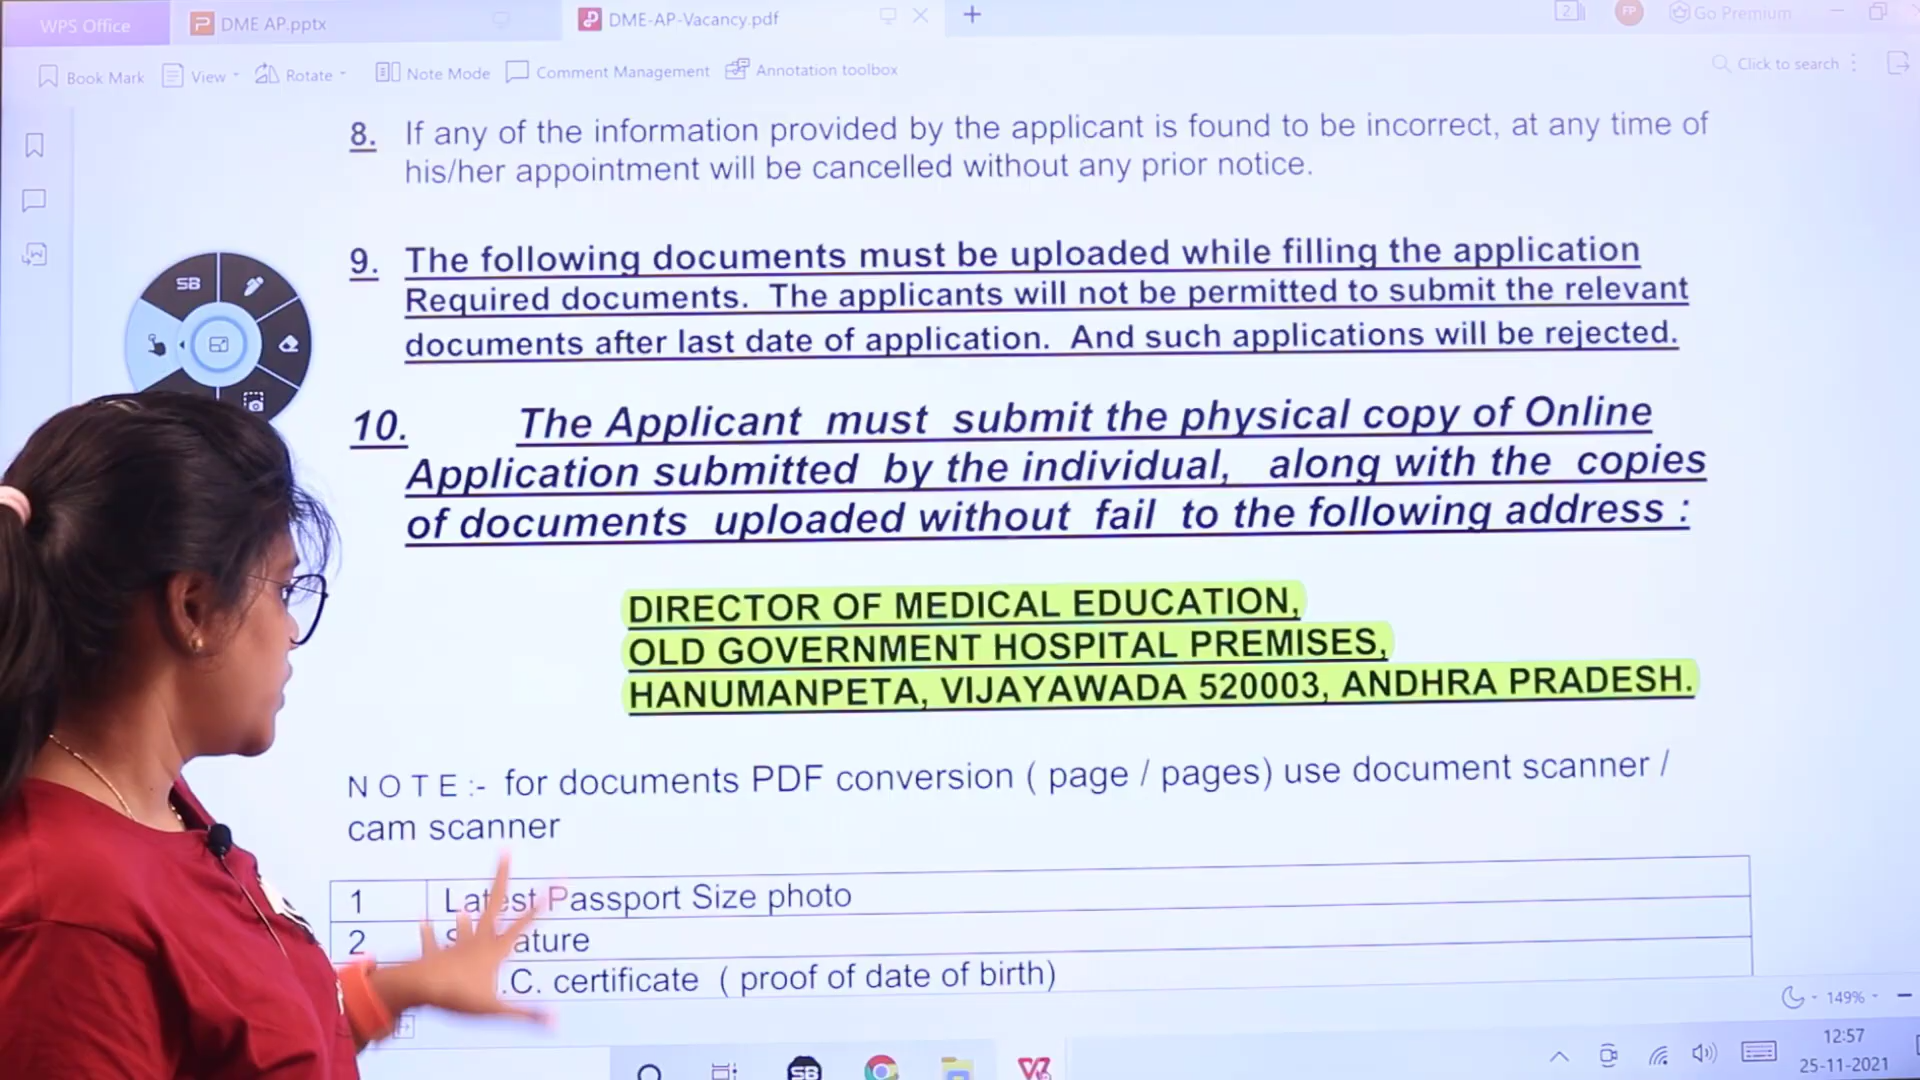 WPS Office
DME AP.pptx
DME-AP-Vacancy.pdf
2
FP
Go Premium
Book Mark
View
Rotate
Note Mode
Comment Management
Annotation toolbox
Click to search
8. If any of the information provided by the applicant is found to be incorrect, at any time of
his/her appointment will be cancelled without any prior notice.
SB
9. The following documents must be uploaded while filling the application
Required documents. The applicants will not be permitted to submit the relevant
documents after last date of application. And such applications will be rejected.
10. The Applicant must submit the physical copy of Online
Application submitted by the individual, along with the copies
of documents uploaded without fail to the following address :
DIRECTOR OF MEDICAL EDUCATION,
OLD GOVERNMENT HOSPITAL PREMISES,
HANUMANPETA, VIJAYAWADA 520003, ANDHRA PRADESH.
N O T E :- for documents PDF conversion ( page / pages) use document scanner /
cam scanner
1 Latest Passport Size photo
2
.C. certificate ( proof of date of birth)
149%
SB
12:57
25-11-2021